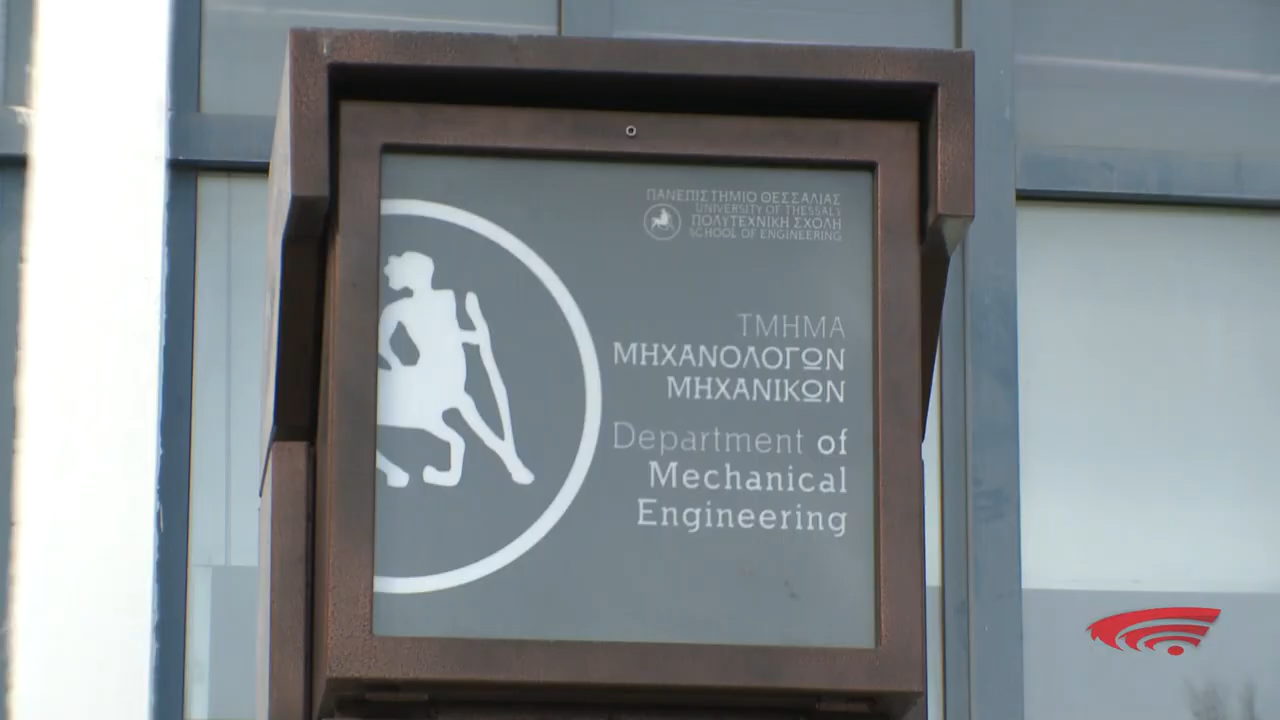 ΠΑΝΕΠΙΣΤΗΜΙΟ ΘΕΣΣΑΛΙΑΣ
UNIVERSITY OF THESSALY
ΠΟΛΥΤΕΧΝΙΚΗ ΣΧΟΛΗ
SCHOOL OF ENGINEERING
ΤΜΗΜΑ
ΜΗΧΑΝΟΛΟΓΩΝ
ΜΗΧΑΝΙΚΩΝ
Department of
Mechanical
Engineering